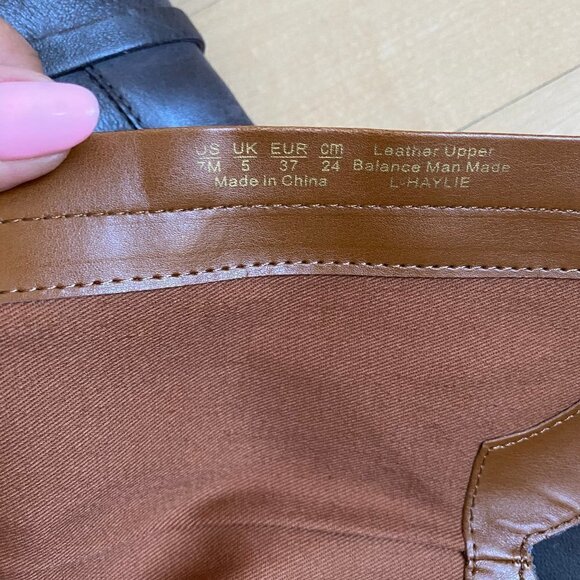 US UK EUR cm Leather Upper
7M 5 37 24 Balance Man Made
Made in China L-HAYLIE